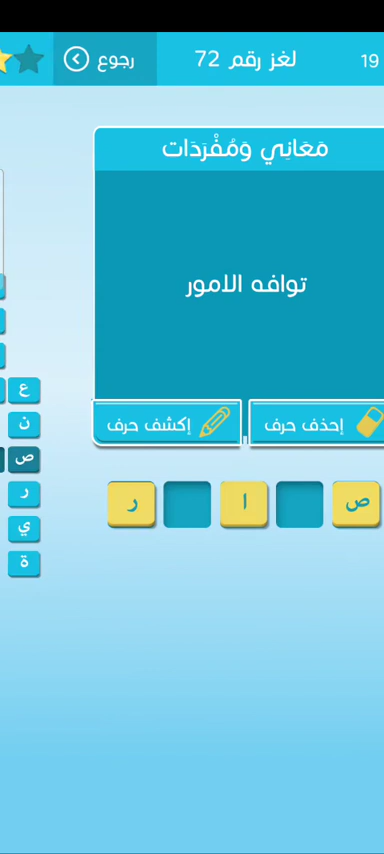 19
لغز رقم 72
رجوع
مَعَانِي وَمُفْرَدَات
توافه الامور
إحذف حرف
إكشف حرف
ص ا ر
ع
ن
ص
ر
ي
ة